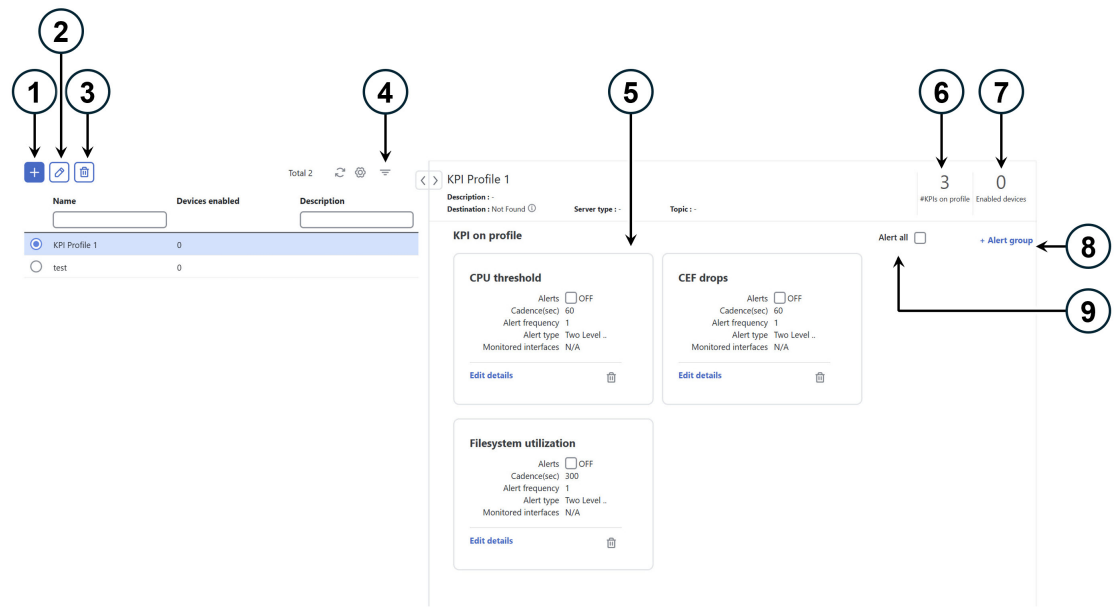 2
1
3
4
5
6
7
Total 2
Name
Devices enabled
Description
KPI Profile 1
0
test
0
KPI Profile 1
Description : -
Destination : Not Found
Server type : -
Topic : -
3
#KPIs on profile
0
Enabled devices
KPI on profile
Alert all
+ Alert group
8
9
CPU threshold
Alerts OFF
Cadence(sec) 60
Alert frequency 1
Alert type Two Level ..
Monitored interfaces N/A
Edit details
CEF drops
Alerts OFF
Cadence(sec) 60
Alert frequency 1
Alert type Two Level ..
Monitored interfaces N/A
Edit details
Filesystem utilization
Alerts OFF
Cadence(sec) 300
Alert frequency 1
Alert type Two Level ..
Monitored interfaces N/A
Edit details